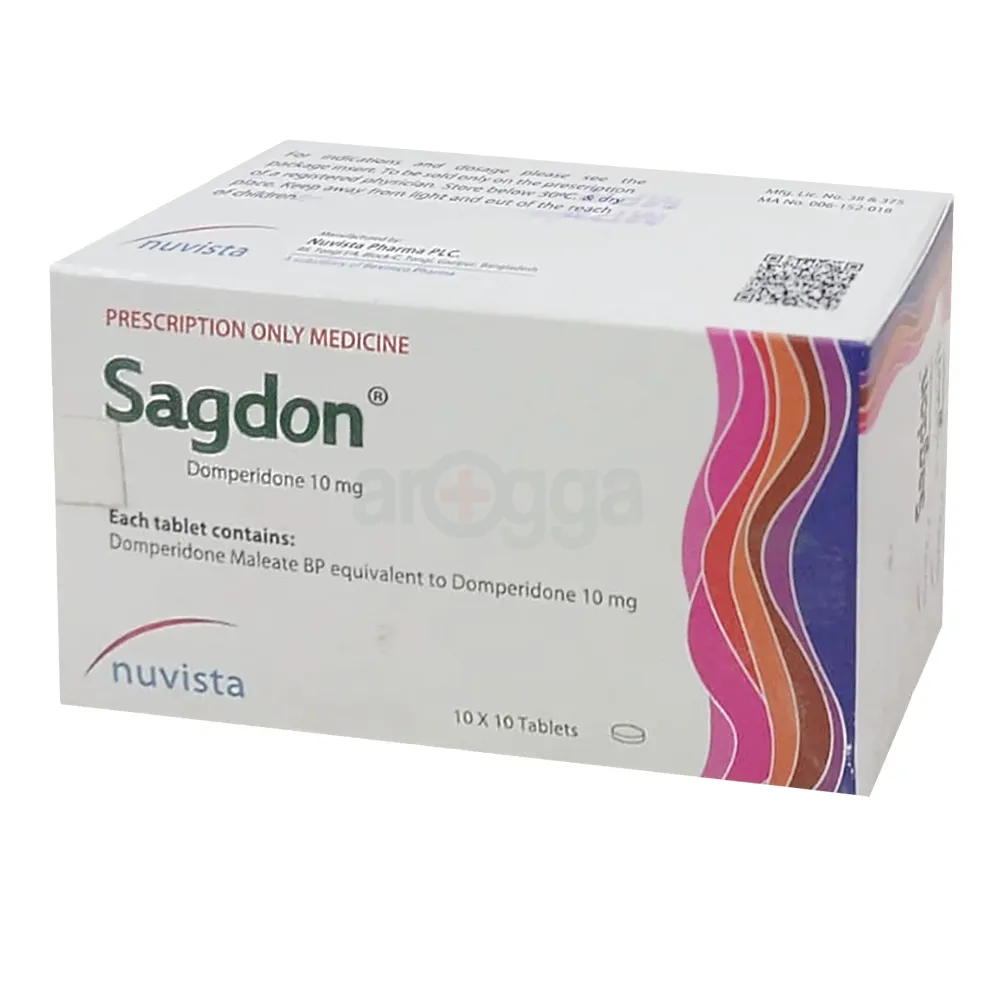 For indications and dosage please see the
package insert. To be sold only on the prescription
of a registered physician. Store below 30ºC. & dry
place. Keep away from light and out of the reach
of children.
Mfg. Lic. No. 38 & 375
MA No. 006-152-018
nuvista
Manufactured by
Nuvista Pharma PLC.
PRESCRIPTION ONLY MEDICINE
Sagdon®
Domperidone 10 mg
arogga
Each tablet contains:
Domperidone Maleate BP equivalent to Domperidone 10 mg
nuvista
10 X 10 Tablets
Sagdon